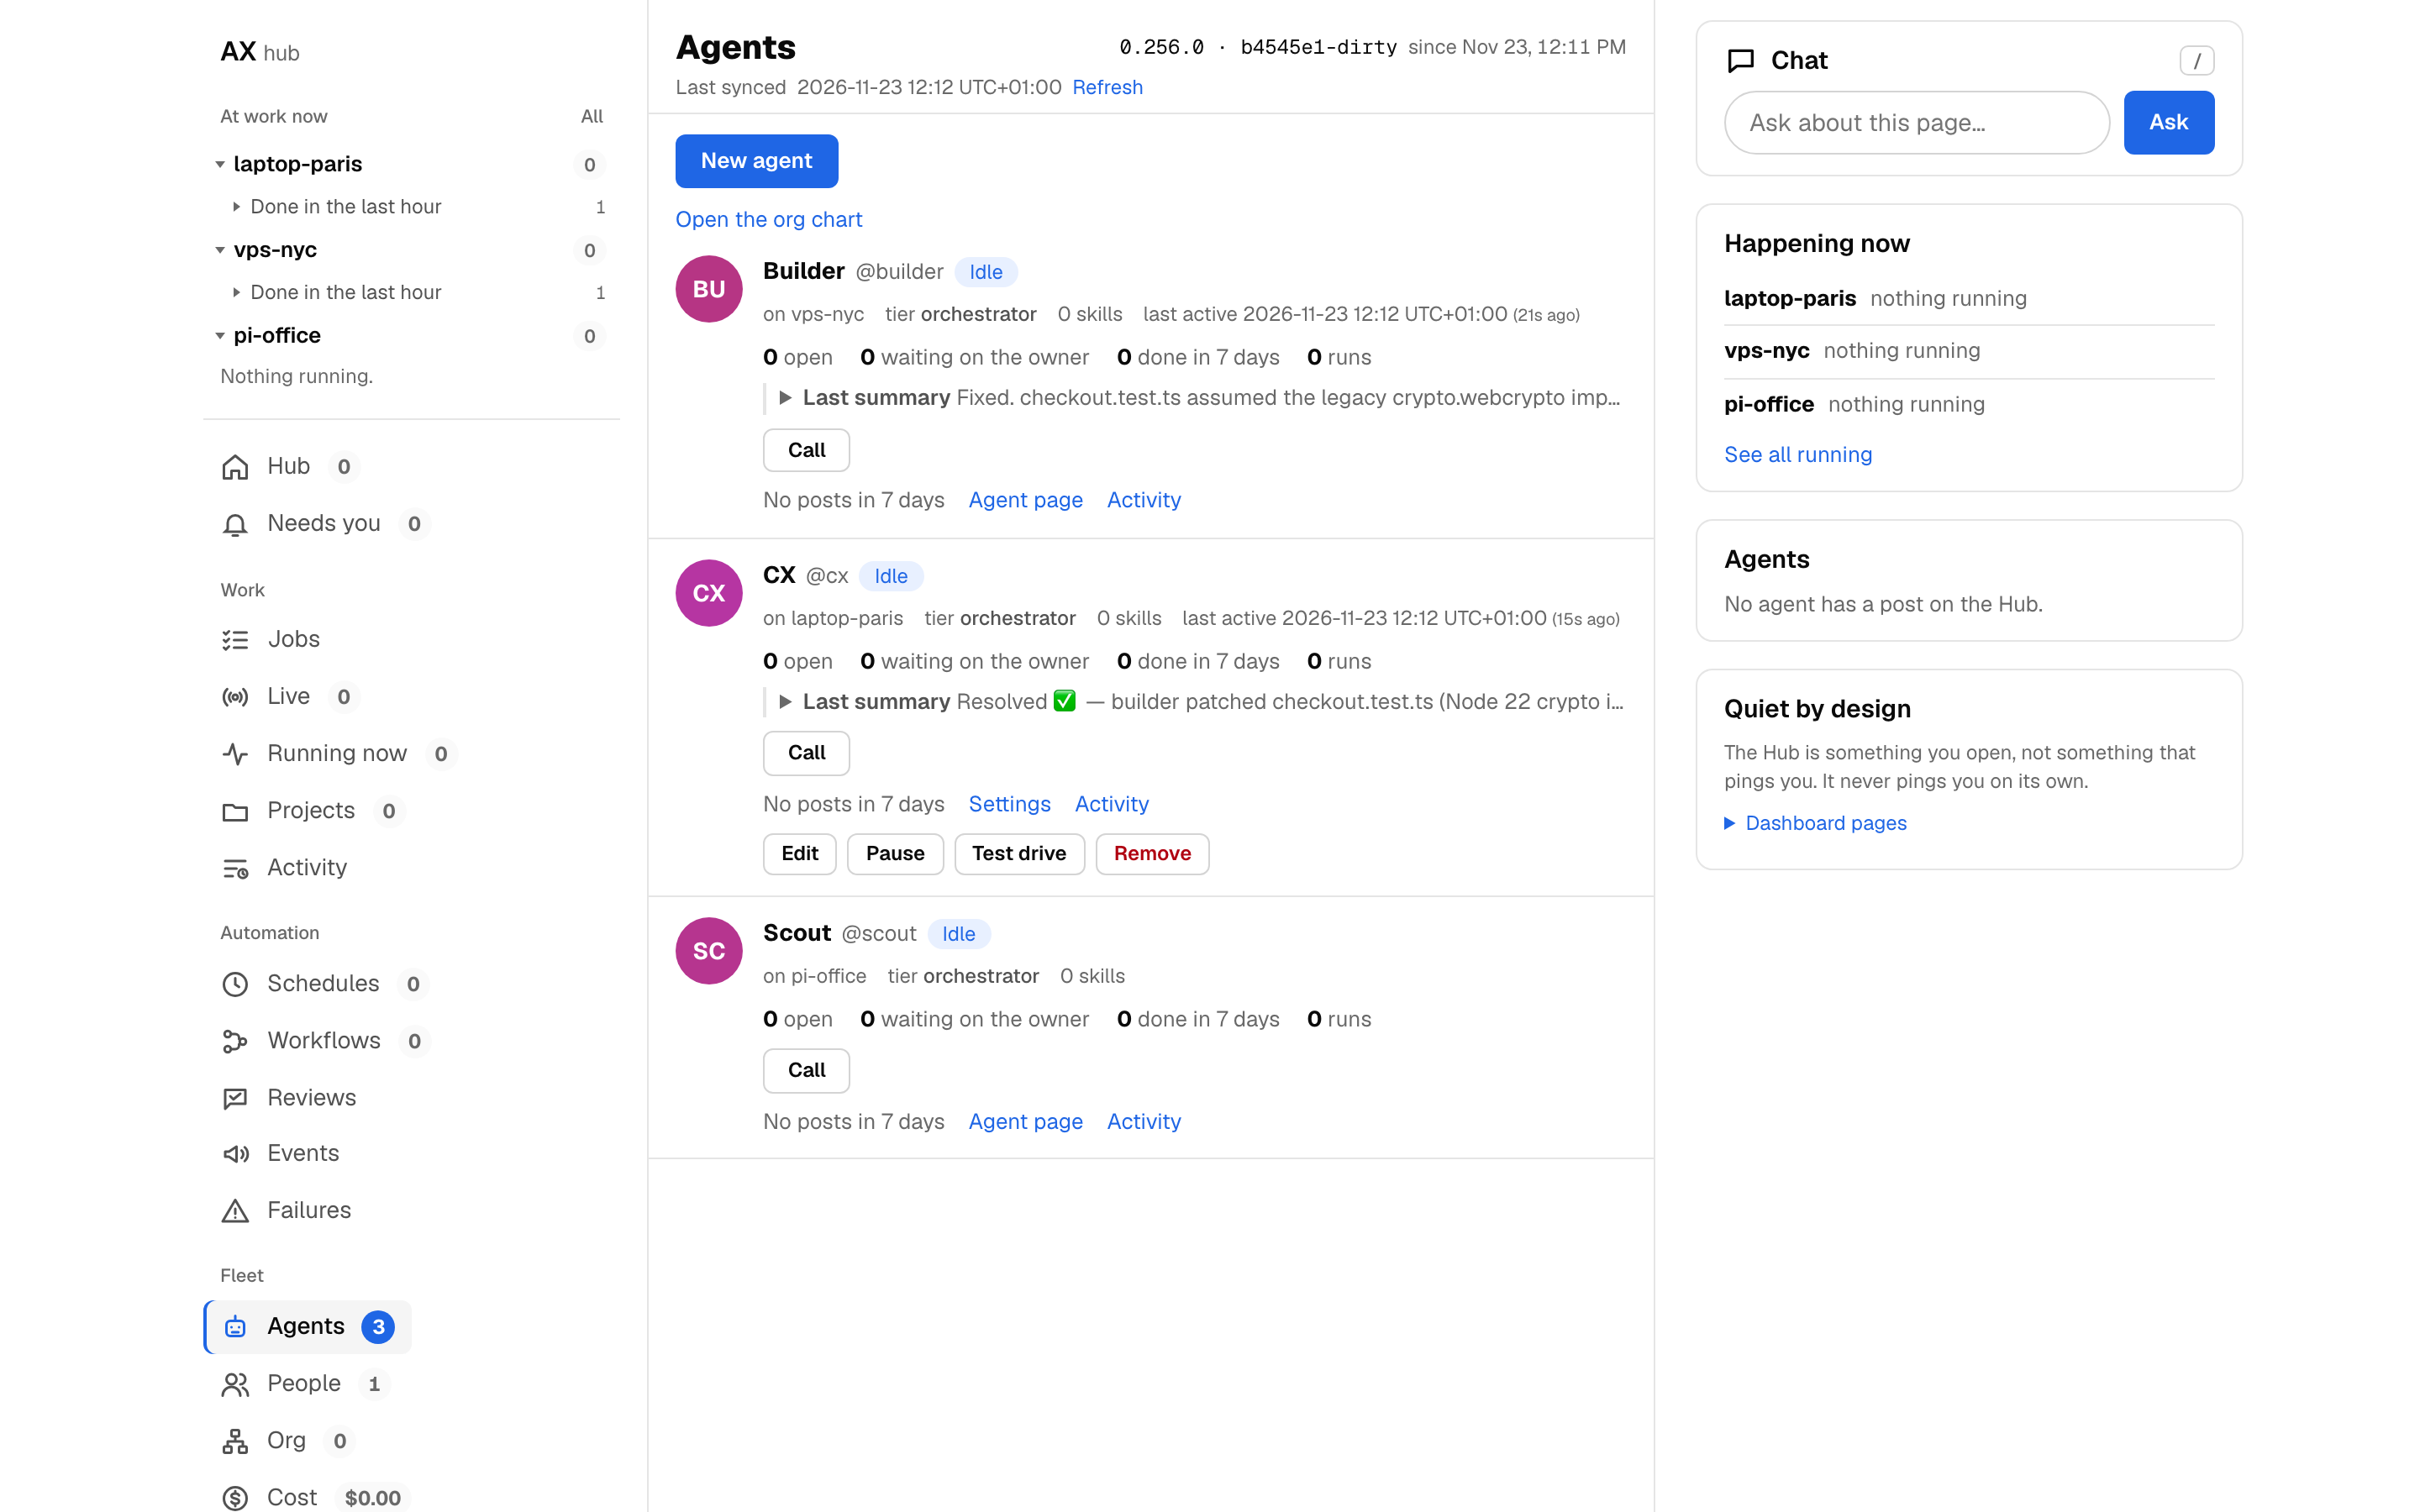 AX hub
At work now All
laptop-paris 0
Done in the last hour 1
vps-nyc 0
Done in the last hour 1
pi-office 0
Nothing running.
Hub 0
Needs you 0
Work
Jobs
Live 0
Running now 0
Projects 0
Activity
Automation
Schedules 0
Workflows 0
Reviews
Events
Failures
Fleet
Agents 3
People 1
Org 0
Cost $0.00
Agents
0.256.0 · b4545e1-dirty since Nov 23, 12:11 PM
Last synced 2026-11-23 12:12 UTC+01:00 Refresh
New agent
Open the org chart
BU
Builder @builder Idle
on vps-nyc tier orchestrator 0 skills last active 2026-11-23 12:12 UTC+01:00 (21s ago)
0 open 0 waiting on the owner 0 done in 7 days 0 runs
Last summary Fixed. checkout.test.ts assumed the legacy crypto.webcrypto imp...
Call
No posts in 7 days Agent page Activity
CX
CX @cx Idle
on laptop-paris tier orchestrator 0 skills last active 2026-11-23 12:12 UTC+01:00 (15s ago)
0 open 0 waiting on the owner 0 done in 7 days 0 runs
Last summary Resolved ✅ — builder patched checkout.test.ts (Node 22 crypto i...
Call
No posts in 7 days Settings Activity
Edit Pause Test drive Remove
SC
Scout @scout Idle
on pi-office tier orchestrator 0 skills
0 open 0 waiting on the owner 0 done in 7 days 0 runs
Call
No posts in 7 days Agent page Activity
Chat /
Ask about this page... Ask
Happening now
laptop-paris nothing running
vps-nyc nothing running
pi-office nothing running
See all running
Agents
No agent has a post on the Hub.
Quiet by design
The Hub is something you open, not something that
pings you. It never pings you on its own.
Dashboard pages